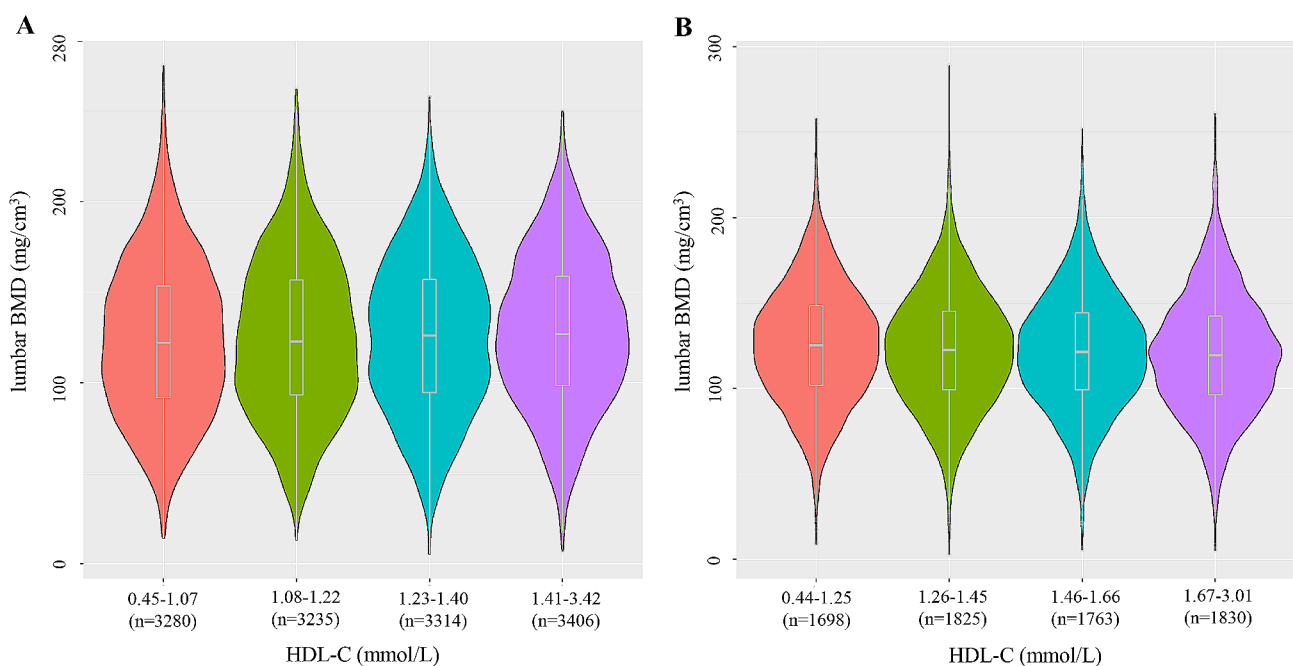 A
280
200
100
0
lumbar BMD (mg/cm³)
0.45-1.07
(n=3280)
1.08-1.22
(n=3235)
1.23-1.40
(n=3314)
1.41-3.42
(n=3406)
HDL-C (mmol/L)
B
300
200
100
0
lumbar BMD (mg/cm³)
0.44-1.25
(n=1698)
1.26-1.45
(n=1825)
1.46-1.66
(n=1763)
1.67-3.01
(n=1830)
HDL-C (mmol/L)